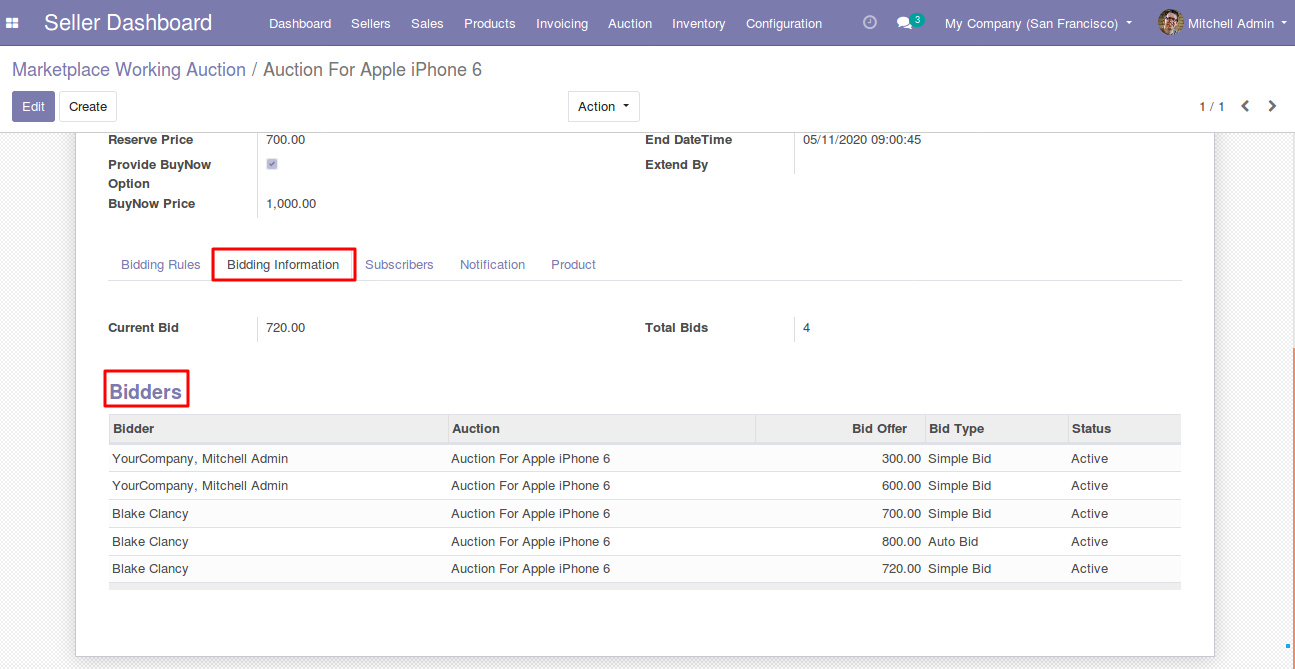 Seller Dashboard Dashboard Sellers Sales Products Invoicing Auction Inventory Configuration 3 My Company (San Francisco) Mitchell Admin
Marketplace Working Auction / Auction For Apple iPhone 6
Edit Create Action 1 / 1
Reserve Price 700.00 End DateTime 05/11/2020 09:00:45
Provide BuyNow Option Extend By
BuyNow Price 1,000.00
Bidding Rules Bidding Information Subscribers Notification Product
Current Bid 720.00 Total Bids 4
Bidders
Bidder Auction Bid Offer Bid Type Status
YourCompany, Mitchell Admin Auction For Apple iPhone 6 300.00 Simple Bid Active
YourCompany, Mitchell Admin Auction For Apple iPhone 6 600.00 Simple Bid Active
Blake Clancy Auction For Apple iPhone 6 700.00 Simple Bid Active
Blake Clancy Auction For Apple iPhone 6 800.00 Auto Bid Active
Blake Clancy Auction For Apple iPhone 6 720.00 Simple Bid Active